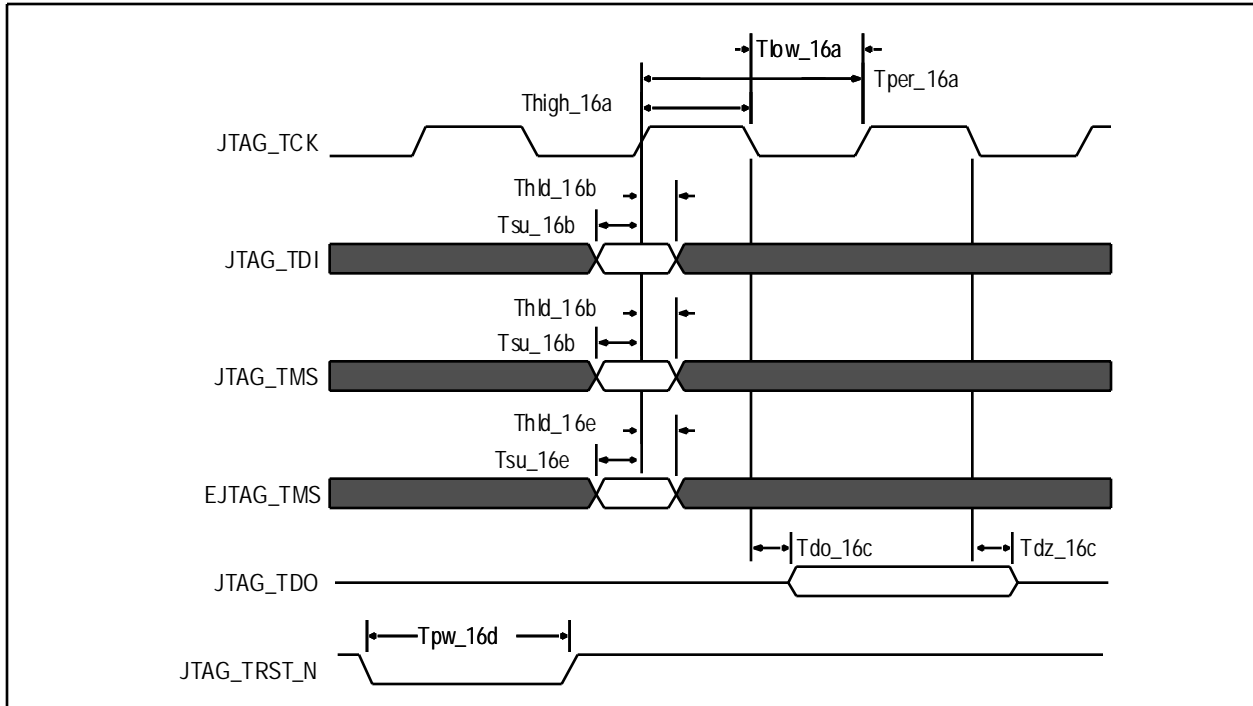 Tlow_16a
Tper_16a
Thigh_16a
JTAG_TCK
Thld_16b
Tsu_16b
JTAG_TDI
Thld_16b
Tsu_16b
JTAG_TMS
Thld_16e
Tsu_16e
EJTAG_TMS
Tdo_16c
Tdz_16c
JTAG_TDO
Tpw_16d
JTAG_TRST_N